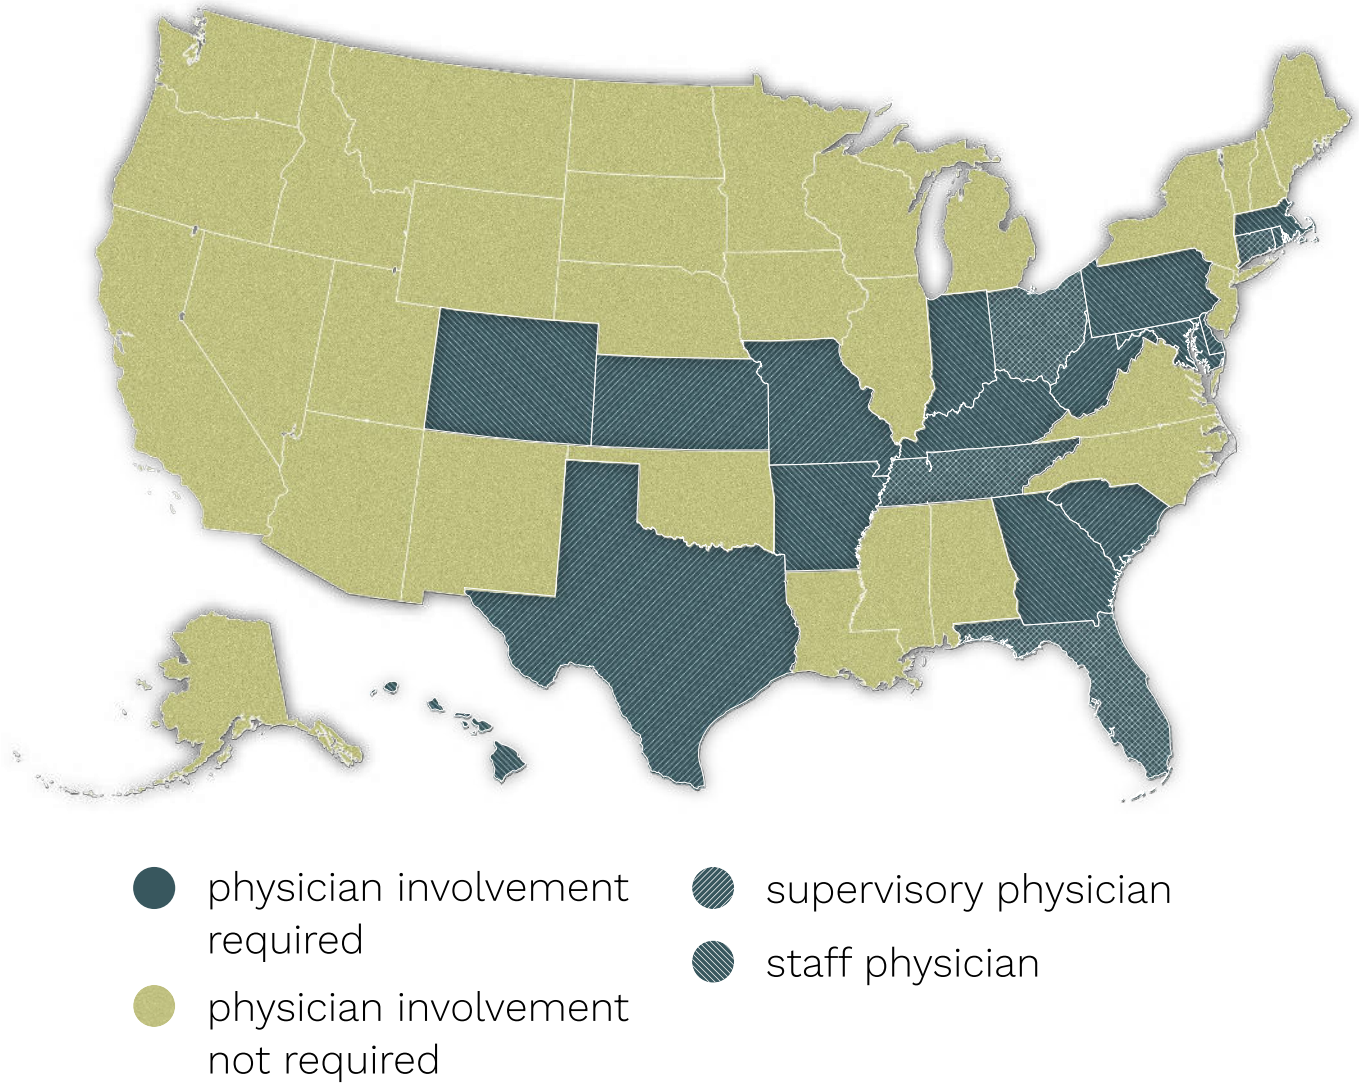 physician involvement
required
physician involvement
not required
supervisory physician
staff physician